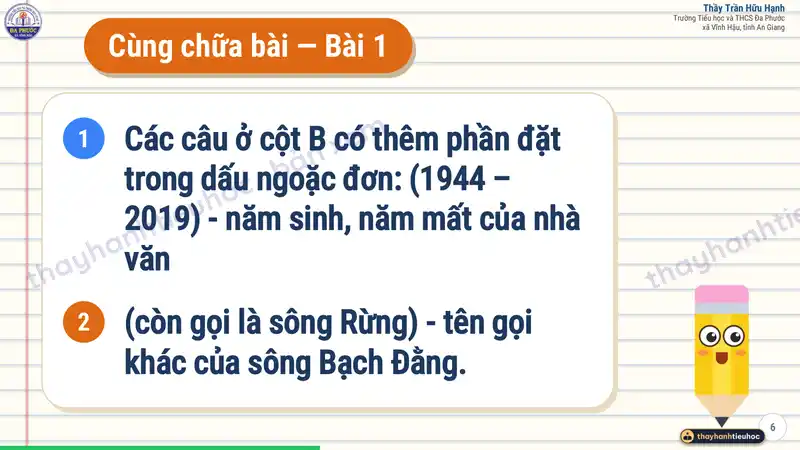 Thầy Trần Hữu Hạnh
Trường Tiểu học và THCS Đa Phước
xã Vĩnh Hậu, tỉnh An Giang
ĐA PHƯỚC
Cùng chữa bài – Bài 1
1
Các câu ở cột B có thêm phần đặt
trong dấu ngoặc đơn: (1944 –
2019) - năm sinh, năm mất của nhà
văn
2
(còn gọi là sông Rừng) - tên gọi
khác của sông Bạch Đằng.
6
thayhanhtieuhoc